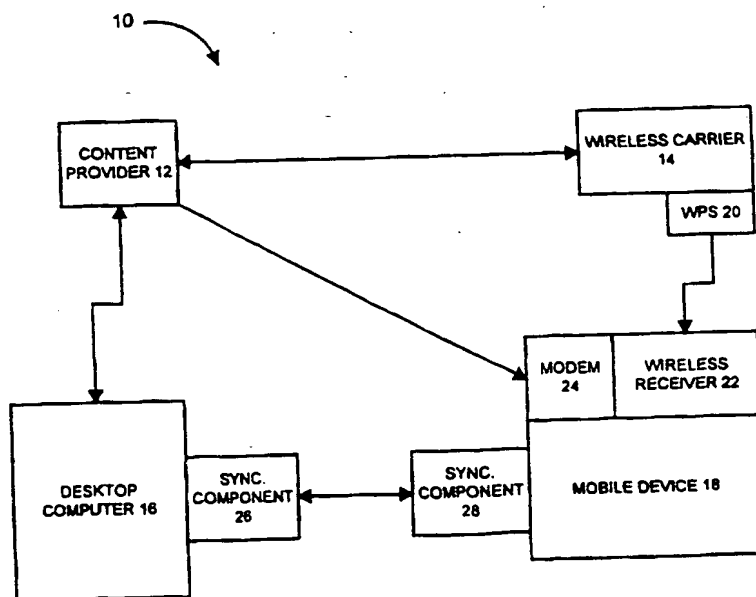 10
CONTENT
PROVIDER 12
WIRELESS CARRIER
14
WPS 20
MODEM
24
WIRELESS
RECEIVER 22
DESKTOP
COMPUTER 16
SYNC.
COMPONENT
26
SYNC.
COMPONENT
28
MOBILE DEVICE 18